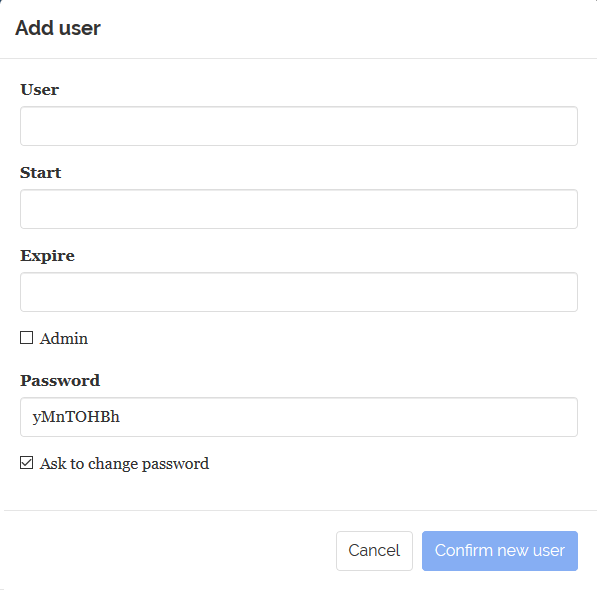 Add user
User
Start
Expire
Admin
Password
yMnTOHBh
Ask to change password
Cancel
Confirm new user